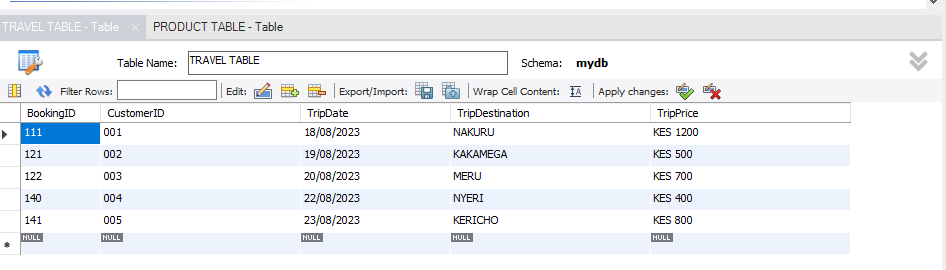 TRAVEL TABLE - Table × PRODUCT TABLE - Table
Table Name: TRAVEL TABLE Schema: mydb
Filter Rows: Edit: Export/Import: Wrap Cell Content: IA Apply changes:
BookingID CustomerID TripDate TripDestination TripPrice
111 001 18/08/2023 NAKURU KES 1200
121 002 19/08/2023 KAKAMEGA KES 500
122 003 20/08/2023 MERU KES 700
140 004 22/08/2023 NYERI KES 400
141 005 23/08/2023 KERICHO KES 800
NULL NULL NULL NULL NULL